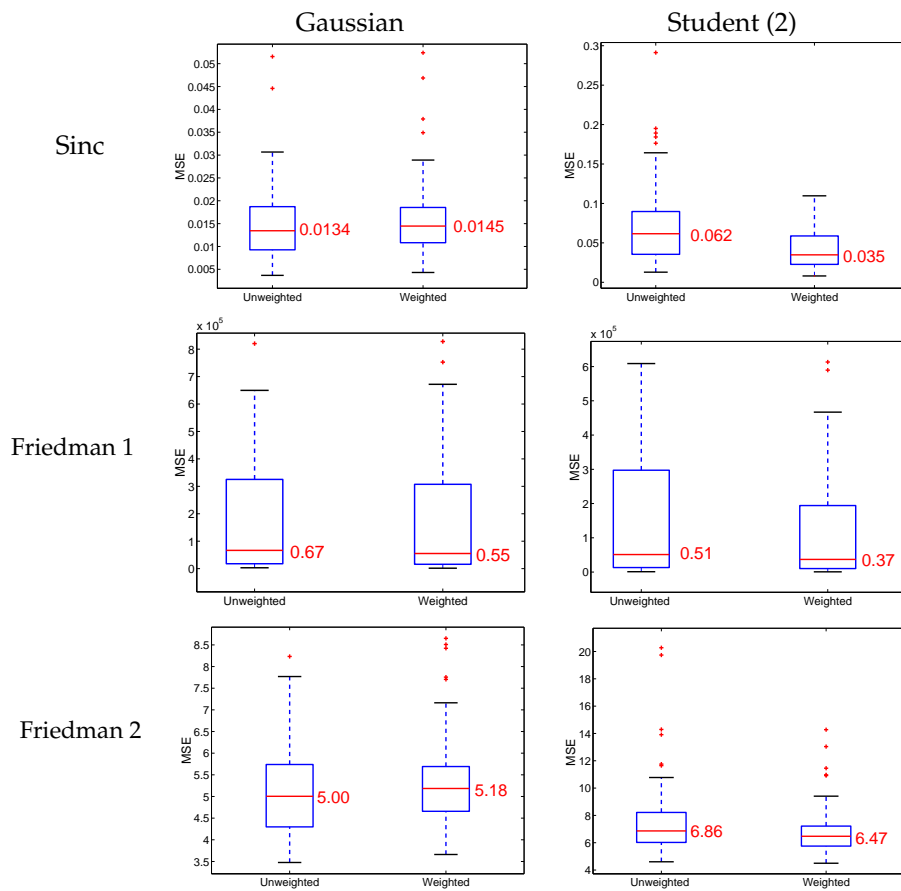 Gaussian
Student (2)
Sinc
MSE
0.05
0.045
0.04
0.035
0.03
0.025
0.02
0.015
0.01
0.005
0.0134
0.0145
Unweighted
Weighted
MSE
0.3
0.25
0.2
0.15
0.1
0.05
0
0.062
0.035
Unweighted
Weighted
Friedman 1
x 10^5
MSE
8
7
6
5
4
3
2
1
0
0.67
0.55
Unweighted
Weighted
x 10^5
MSE
6
5
4
3
2
1
0
0.51
0.37
Unweighted
Weighted
Friedman 2
MSE
8.5
8
7.5
7
6.5
6
5.5
5
4.5
4
3.5
5.00
5.18
Unweighted
Weighted
MSE
20
18
16
14
12
10
8
6
4
6.86
6.47
Unweighted
Weighted